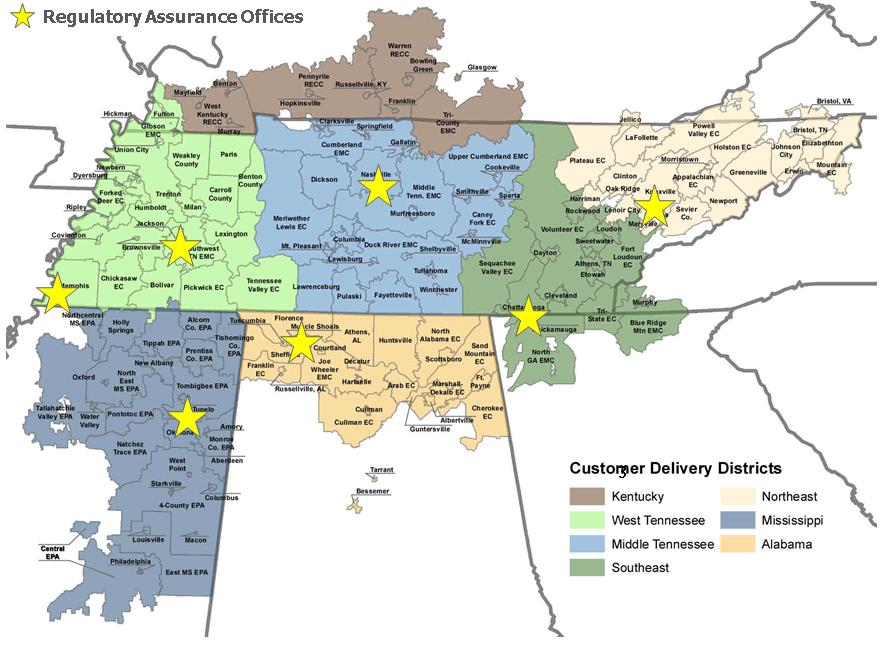 Regulatory Assurance Offices
Warren
RECC
Bowling
Green
Glasgow
Pennyrile
RECC
Russellville, KY
Benton
Mayfield
West
Kentucky
RECC
Hopkinsville
Franklin
Tri-
County
EMC
Murray
Hickman
Fulton
Gibson
EMC
Union City
Weakley
County
Paris
Newbern
Dyersburg
Benton
County
Forked
Deer EC
Trenton
Carroll
County
Ripley
Humboldt
Milan
Jackson
Lexington
Covington
Brownsville
Southwest
TN EMC
Chickasaw
EC
Bolivar
Pickwick EC
Tennessee
Valley EC
Memphis
Clarksville
Springfield
Gallatin
Cumberland
EMC
Upper Cumberland EMC
Cookeville
Dickson
Nashville
Middle
Tenn. EMC
Smithville
Sparta
Murfreesboro
Meriwether
Lewis EC
Caney
Fork EC
McMinnville
Columbia
Duck River EMC
Mt. Pleasant
Shelbyville
Lewisburg
Tullahoma
Lawrenceburg
Pulaski
Fayetteville
Winchester
Bristol, VA
Jellico
LaFollette
Powell
Valley EC
Bristol, TN
Elizabethton
Holston EC
Johnson
City
Plateau EC
Morristown
Mountain
EC
Erwin
Clinton
Appalachian
EC
Greeneville
Oak Ridge
Knoxville
Harriman
Newport
Rockwood
Lenoir City
Sevier
Co.
Maryville
Volunteer EC
Loudon
Sweetwater
Fort
Loudoun
EC
Dayton
Sequachee
Valley EC
Athens, TN
Etowah
Cleveland
Murphy
Chattanooga
Tri-
State EC
Chickamauga
Blue Ridge
Mtn EMC
North
GA EMC
Northcentral
MS EPA
Holly
Springs
Alcorn
Co. EPA
Tishomingo
Co.
EPA
Tippah EPA
Prentiss
Co. EPA
New Albany
Oxford
North
East
MS EPA
Tombigbee EPA
Tallahatchie
Valley EPA
Water
Valley
Pontotoc EPA
Tupelo
Okolona
Amory
Natchez
Trace EPA
Monroe
Co. EPA
Aberdeen
West
Point
Starkville
Columbus
4-County EPA
Louisville
Macon
Central
EPA
Philadelphia
East MS EPA
Tuscumbia
Florence
Muscle Shoals
Athens,
AL
Huntsville
North
Alabama EC
Sand
Mountain
EC
Sheffield
Courtland
Scottsboro
Franklin
EC
Joe
Wheeler
EMC
Decatur
Hartselle
Arab EC
Marshall-
DeKalb EC
Ft.
Payne
Russellville, AL
Cullman
Cullman EC
Cherokee
EC
Albertville
Guntersville
Tarrant
Bessemer
Customer Delivery Districts
3
Kentucky
Northeast
West Tennessee
Mississippi
Middle Tennessee
Alabama
Southeast